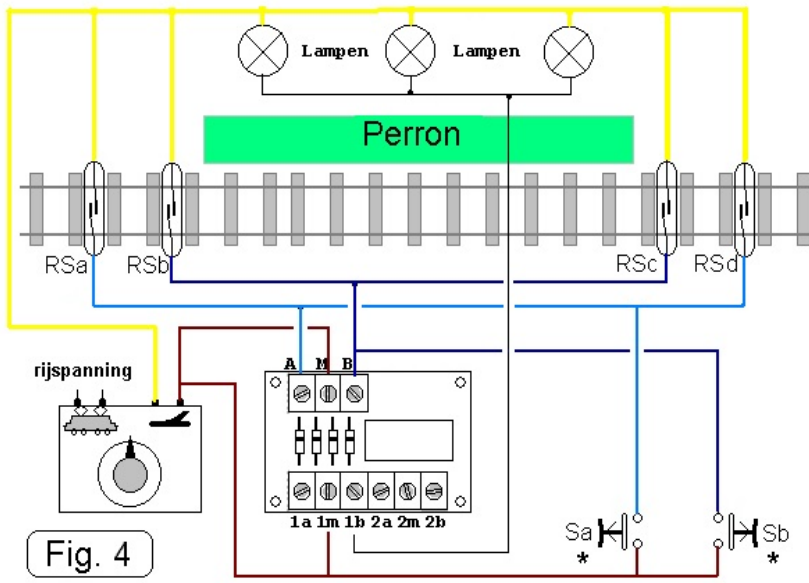 Lampen
Lampen
Perron
RSa
RSb
RSc
RSd
A M B
rijspanning
1a 1m 1b 2a 2m 2b
Sa
*
Sb
*
Fig. 4